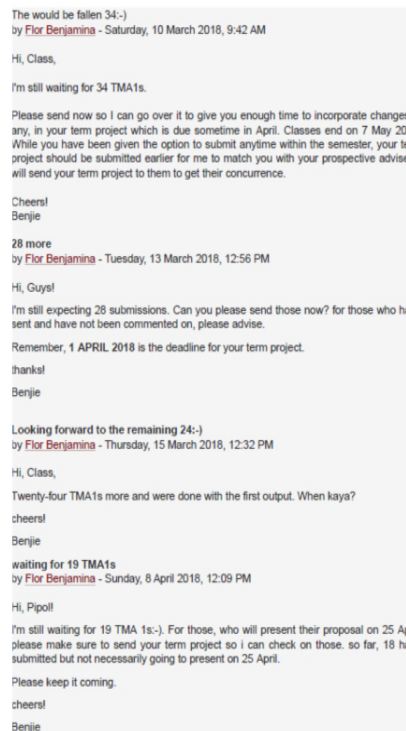 The would be fallen 34:-)
by Flor Benjamina - Saturday, 10 March 2018, 9:42 AM
Hi, Class,
I'm still waiting for 34 TMA1s.
Please send now so I can go over it to give you enough time to incorporate changes
any, in your term project which is due sometime in April. Classes end on 7 May
While you have been given the option to submit anytime within the semester, your
project should be submitted earlier for me to match you with your prospective
will send your term project to them to get their concurrence.
Cheers!
Benjie
28 more
by Flor Benjamina - Tuesday, 13 March 2018, 12:56 PM
Hi, Guys!
I'm still expecting 28 submissions. Can you please send those now? for those who
sent and have not been commented on, please advise.
Remember, 1 APRIL 2018 is the deadline for your term project.
thanks!
Benjie
Looking forward to the remaining 24:-)
by Flor Benjamina - Thursday, 15 March 2018, 12:32 PM
Hi, Class,
Twenty-four TMA1s more and were done with the first output. When kaya?
cheers!
Benjie
waiting for 19 TMA1s
by Flor Benjamina - Sunday, 8 April 2018, 12:09 PM
Hi, Pipol!
I'm still waiting for 19 TMA 1s:-). For those, who will present their proposal on 25
please make sure to send your term project so i can check on those. so far, 18
submitted but not necessarily going to present on 25 April.
Please keep it coming.
cheers!
Benjie